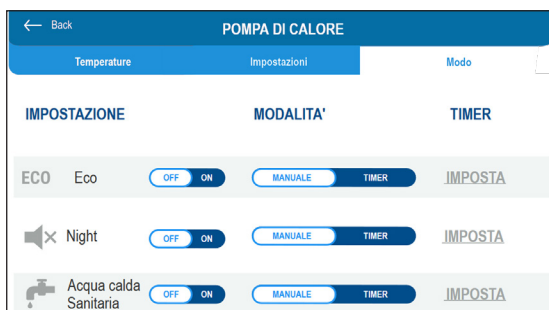 Back
POMPA DI CALORE
Temperature Impostazioni Modo
IMPOSTAZIONE MODALITA' TIMER
ECO Eco OFF ON MANUALE TIMER IMPOSTA
Night OFF ON MANUALE TIMER IMPOSTA
Acqua calda
Sanitaria OFF ON MANUALE TIMER IMPOSTA